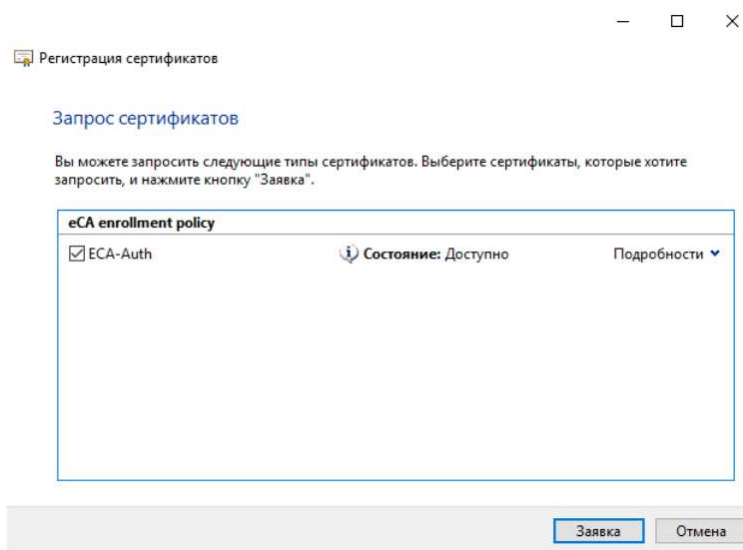 Регистрация сертификатов
Запрос сертификатов
Вы можете запросить следующие типы сертификатов. Выберите сертификаты, которые хотите
запросить, и нажмите кнопку "Заявка".
eCA enrollment policy
ECA-Auth Состояние: Доступно Подробности
Заявка Отмена